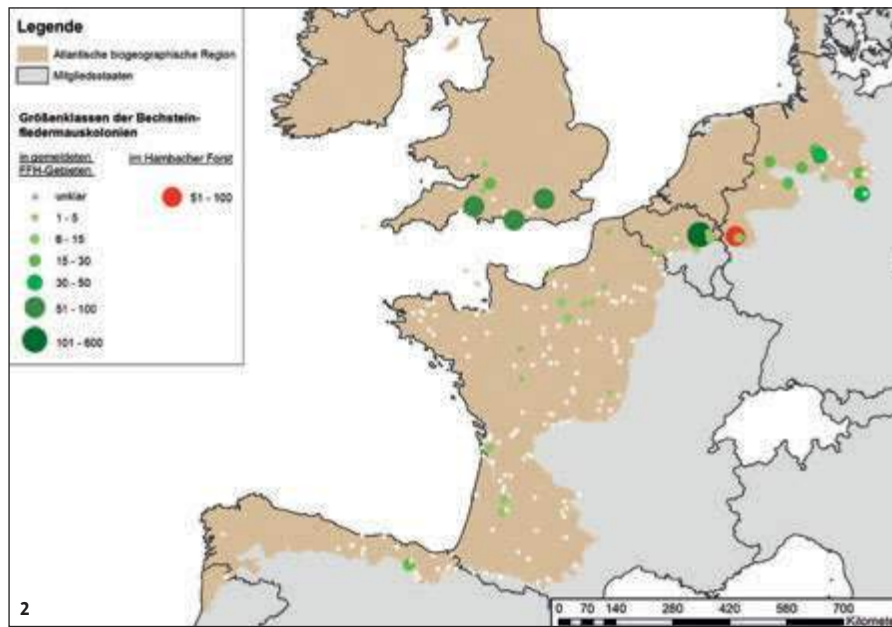 Legende
Atlantische biogeographische Region
Mitgliedsstaaten
Größenklassen der Bechstein-
fledermauskolonien
in gemeldeten
FFH-Gebieten
im Hambacher Forst
unklar
1 - 5
6 - 15
15 - 30
30 - 50
51 - 100
101 - 600
51 - 100
2
0 70 140 280 420 560 700
Kilomet